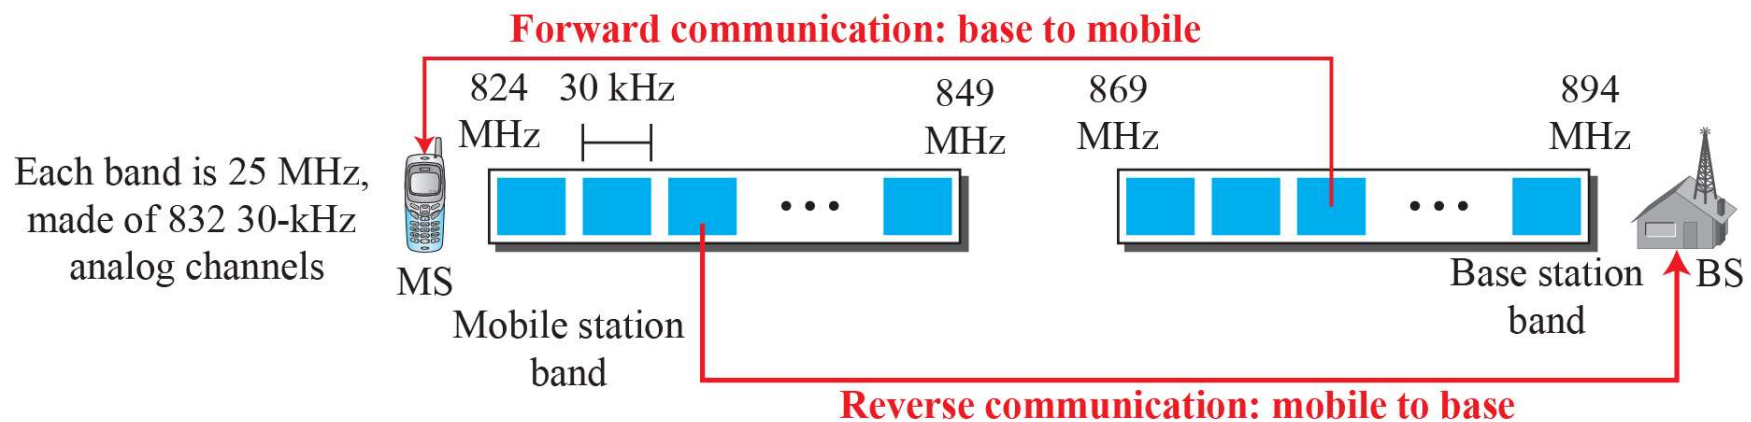 Forward communication: base to mobile
824
MHz
30 kHz
849
MHz
869
MHz
894
MHz
Each band is 25 MHz,
made of 832 30-kHz
analog channels
MS
Mobile station
band
Base station
band
BS
Reverse communication: mobile to base